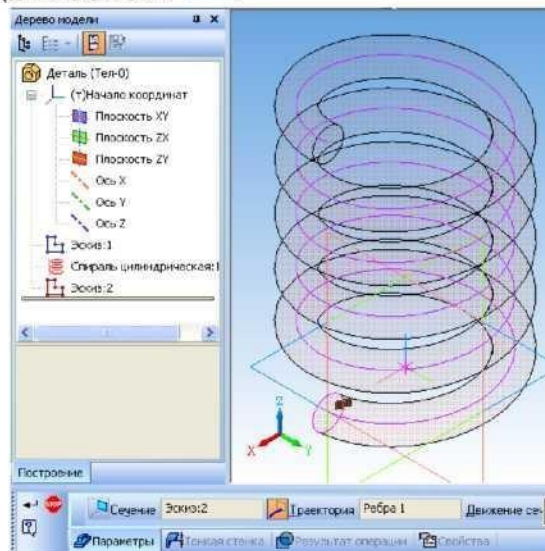 Дерево модели
Деталь (Тел-0)
(т)Начало координат
Плоскость XY
Плоскость ZX
Плоскость ZY
Ось X
Ось Y
Ось Z
Эскиз:1
Спираль цилиндрическая:1
Эскиз:2
Z
X
Y
Построение
Сечение Эскиз:2 Траектория Ребра 1 Движение сеч
Параметры Тонкая стенка Результат операции Свойства